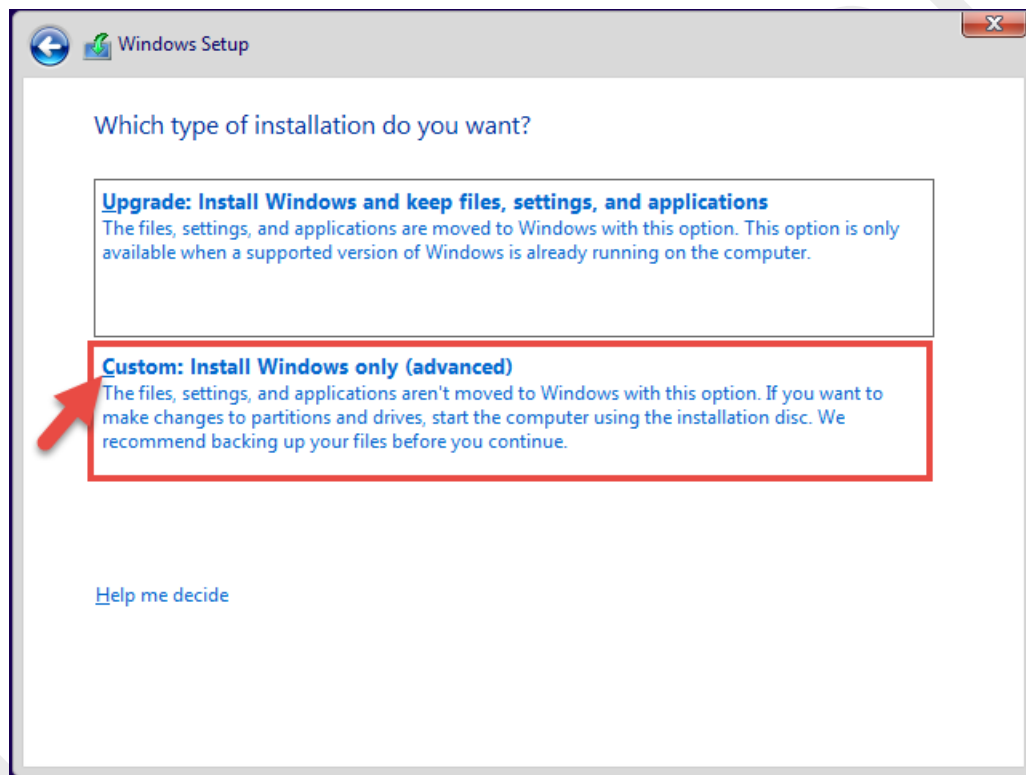 Windows Setup
Which type of installation do you want?
Upgrade: Install Windows and keep files, settings, and applications
The files, settings, and applications are moved to Windows with this option. This option is only
available when a supported version of Windows is already running on the computer.
Custom: Install Windows only (advanced)
The files, settings, and applications aren't moved to Windows with this option. If you want to
make changes to partitions and drives, start the computer using the installation disc. We
recommend backing up your files before you continue.
Help me decide